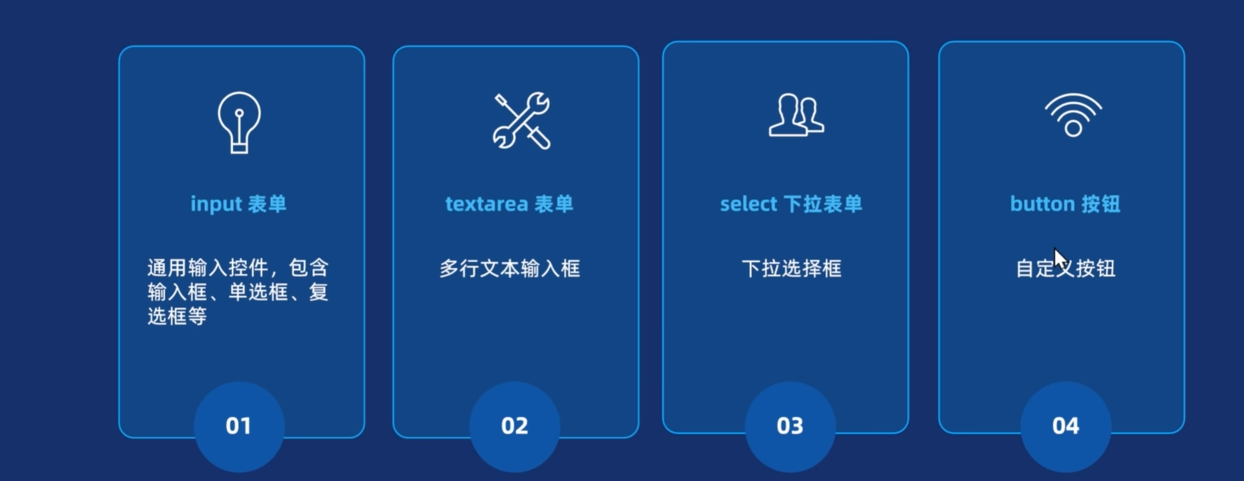 input 表单
通用输入控件，包含
输入框、单选框、复
选框等
01
textarea 表单
多行文本输入框
02
select 下拉表单
下拉选择框
03
button 按钮
自定义按钮
04